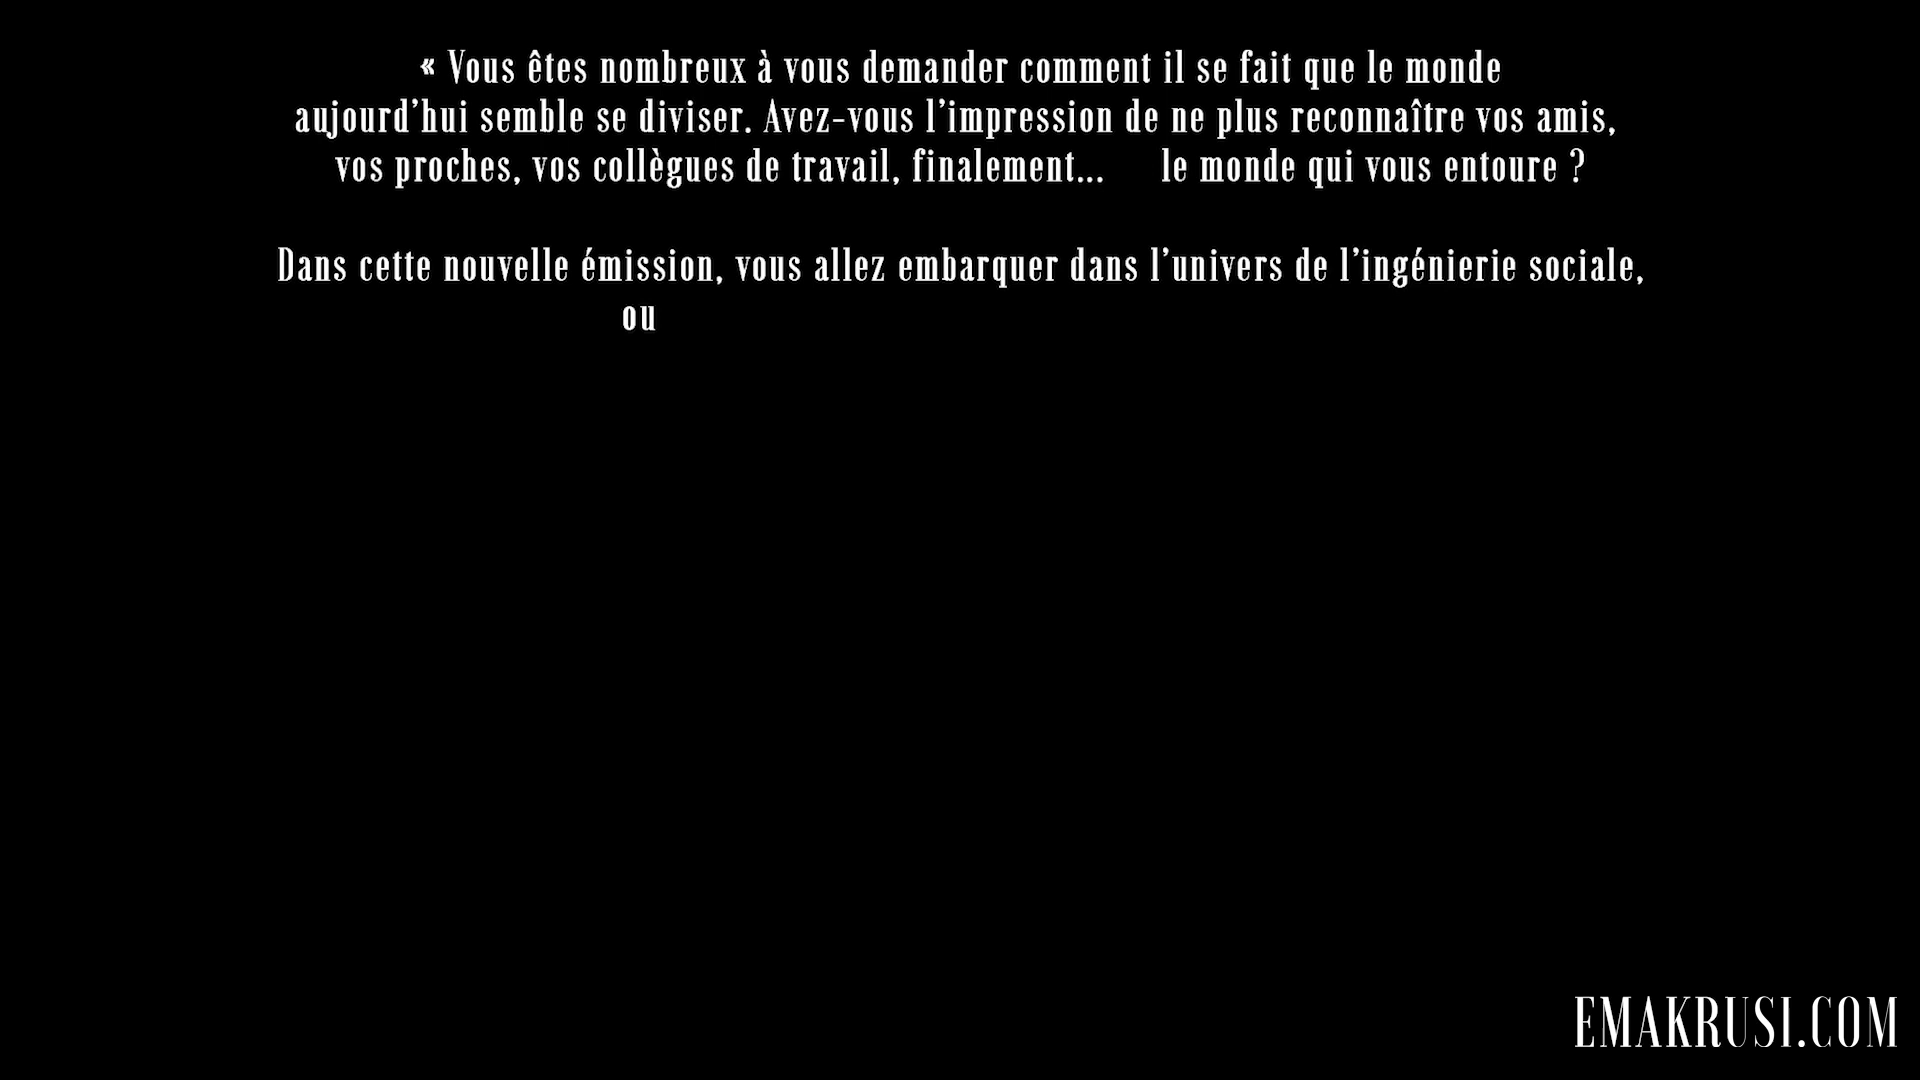 « Vous êtes nombreux à vous demander comment il se fait que le monde
aujourd’hui semble se diviser. Avez-vous l’impression de ne plus reconnaître vos amis,
vos proches, vos collègues de travail, finalement... le monde qui vous entoure ?
Dans cette nouvelle émission, vous allez embarquer dans l’univers de l’ingénierie sociale,
ou
EMAKRUSI.COM